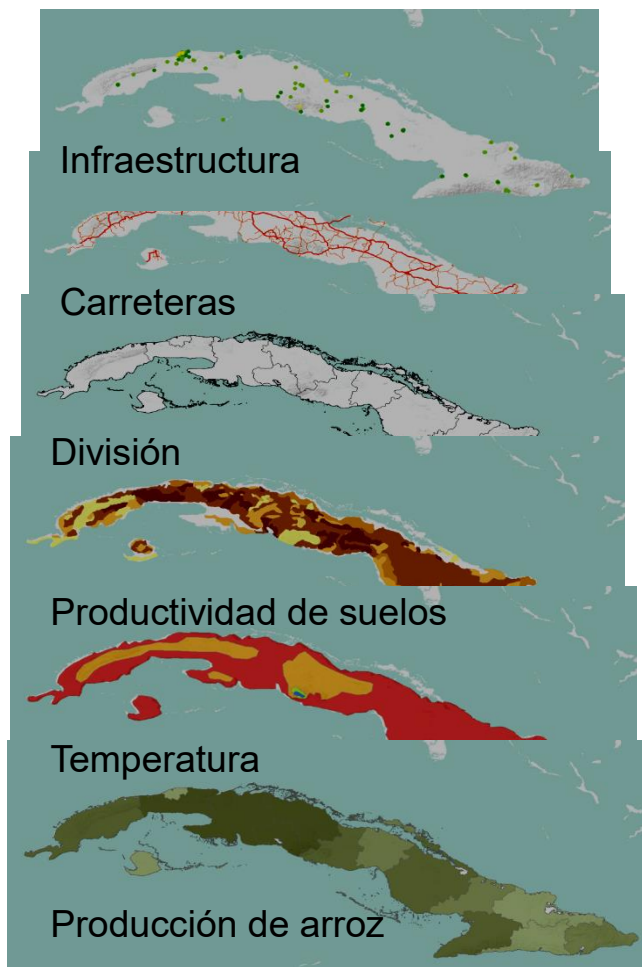 Infraestructura
Carreteras
División
Productividad de suelos
Temperatura
Producción de arroz